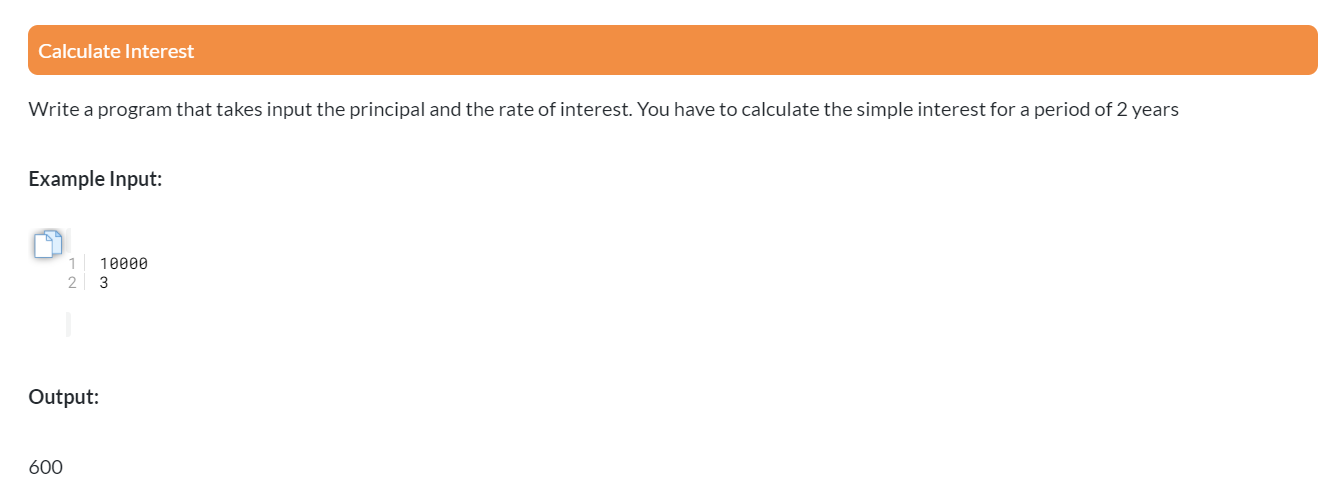 Calculate Interest
Write a program that takes input the principal and the rate of interest. You have to calculate the simple interest for a period of 2 years
Example Input:
1 10000
2 3
Output:
600